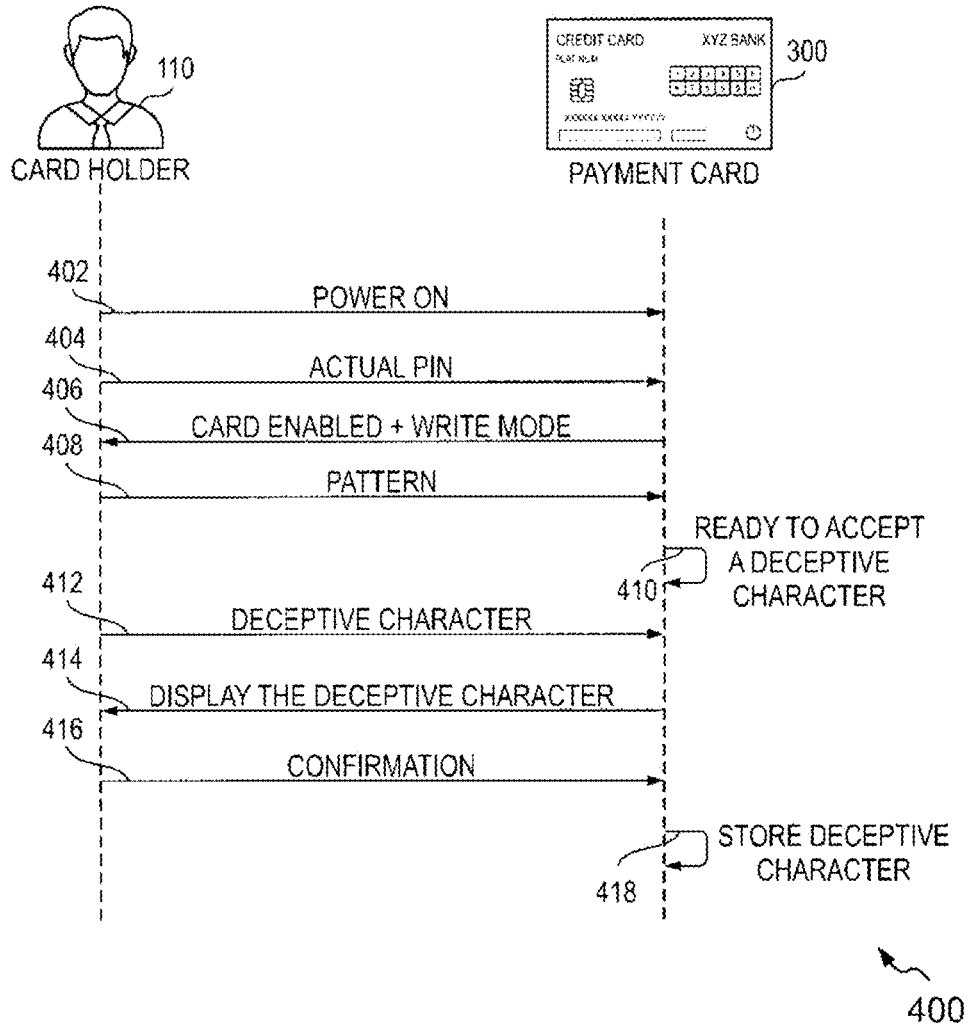 CREDIT CARD XYZ BANK
300
110
CARD HOLDER
PAYMENT CARD
402
POWER ON
404
ACTUAL PIN
406
CARD ENABLED + WRITE MODE
408
PATTERN
READY TO ACCEPT
A DECEPTIVE
CHARACTER
410
412
DECEPTIVE CHARACTER
414
DISPLAY THE DECEPTIVE CHARACTER
416
CONFIRMATION
STORE DECEPTIVE
CHARACTER
418
400